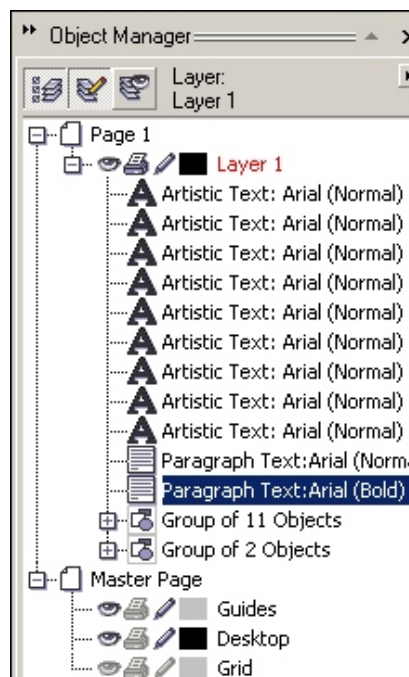 Object Manager
Layer:
Layer 1
Page 1
Layer 1
Artistic Text: Arial (Normal)
Artistic Text: Arial (Normal)
Artistic Text: Arial (Normal)
Artistic Text: Arial (Normal)
Artistic Text: Arial (Normal)
Artistic Text: Arial (Normal)
Artistic Text: Arial (Normal)
Artistic Text: Arial (Normal)
Artistic Text: Arial (Normal)
Paragraph Text:Arial (Norma
Paragraph Text:Arial (Bold)
Group of 11 Objects
Group of 2 Objects
Master Page
Guides
Desktop
Grid